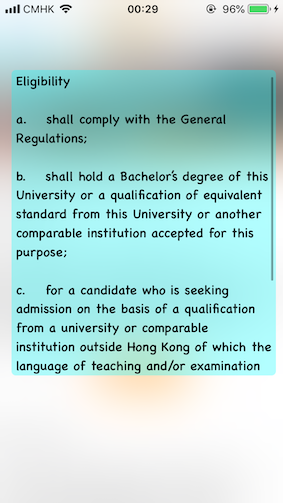 CMHK 00:29 96%
Eligibility
a. shall comply with the General
Regulations;
b. shall hold a Bachelor's degree of this
University or a qualification of equivalent
standard from this University or another
comparable institution accepted for this
purpose;
c. for a candidate who is seeking
admission on the basis of a qualification
from a university or comparable
institution outside Hong Kong of which the
language of teaching and/or examination